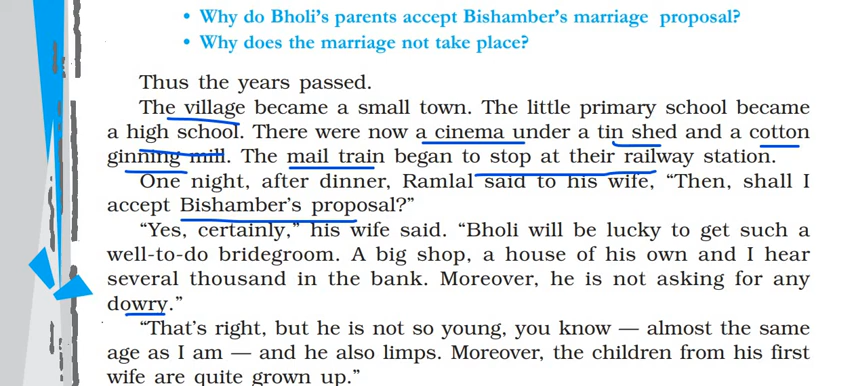 • Why do Bholi's parents accept Bishamber's marriage proposal?
• Why does the marriage not take place?
Thus the years passed.
The village became a small town. The little primary school became
a high school. There were now a cinema under a tin shed and a cotton
ginning mill. The mail train began to stop at their railway station.
One night, after dinner, Ramlal said to his wife, “Then, shall I
accept Bishamber's proposal?”
“Yes, certainly,” his wife said. “Bholi will be lucky to get such a
well-to-do bridegroom. A big shop, a house of his own and I hear
several thousand in the bank. Moreover, he is not asking for any
dowry.”
“That's right, but he is not so young, you know — almost the same
age as I am — and he also limps. Moreover, the children from his first
wife are quite grown up.”